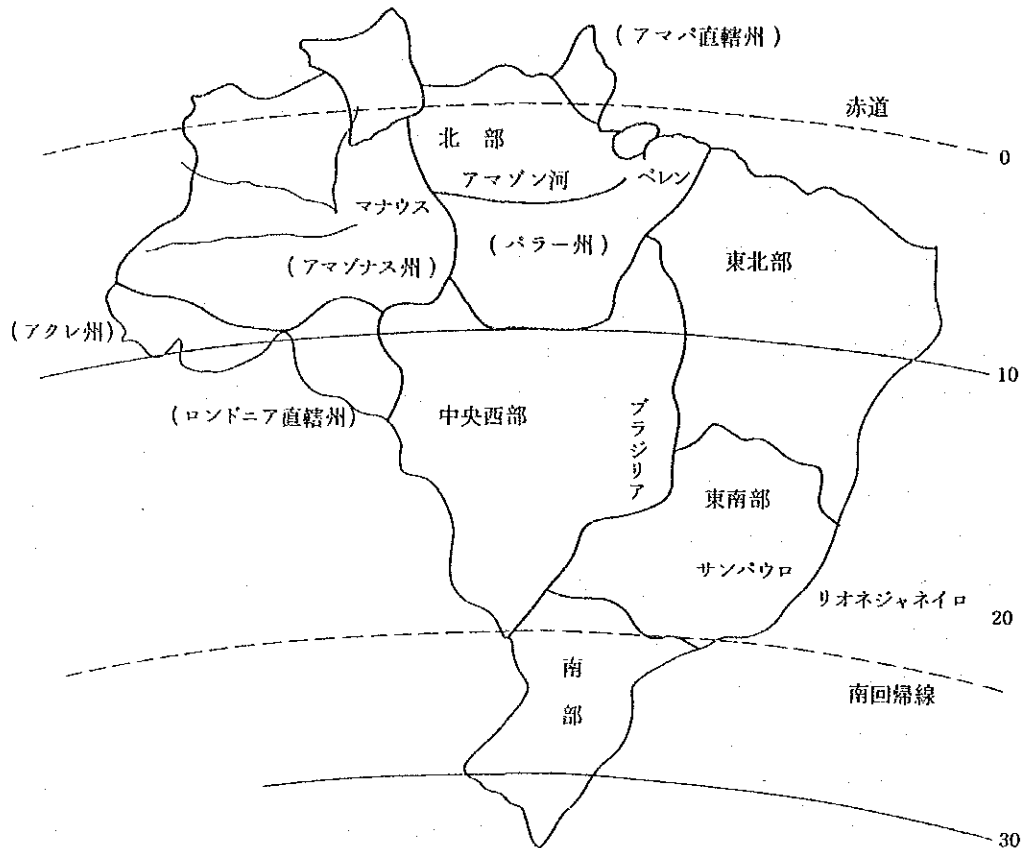 (アマパ直轄州)
赤道
北 部
0
アマゾン河
ベレン
マナウス
(パラー州)
東北部
(アマゾナス州)
(アクレ州)
10
(ロンドニア直轄州)
中央西部
ブラジリア
東南部
サンパウロ
リオネジャネイロ
20
南部
南回帰線
30